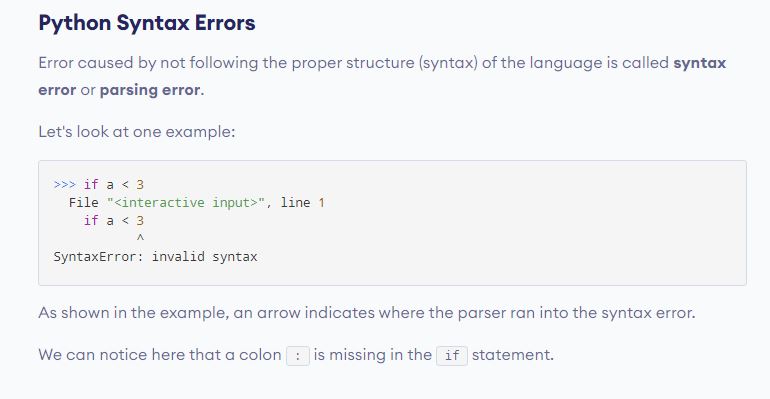 Python Syntax Errors
Error caused by not following the proper structure (syntax) of the language is called syntax
error or parsing error.
Let's look at one example:
>>> if a < 3
  File "<interactive input>", line 1
    if a < 3
           ^
SyntaxError: invalid syntax
As shown in the example, an arrow indicates where the parser ran into the syntax error.
We can notice here that a colon : is missing in the if statement.